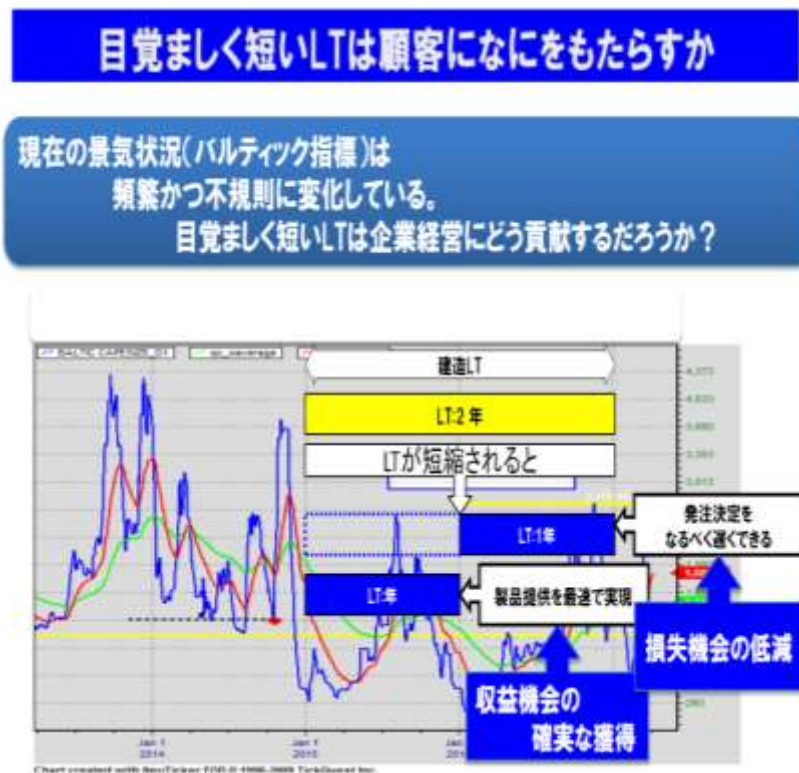 目覚ましく短いLTは顧客になにをもたらすか
現在の景気状況(バルティック指標)は
頻繁かつ不規則に変化している。
目覚ましく短いLTは企業経営にどう貢献するだろうか?
建造LT
LT:2年
LTが短縮されると
LT:1年
発注決定を
なるべく遅くできる
LT:年
製品提供を最速で実現
損失機会の低減
収益機会の
確実な獲得
Jan 1
2014
Jan 1
2015